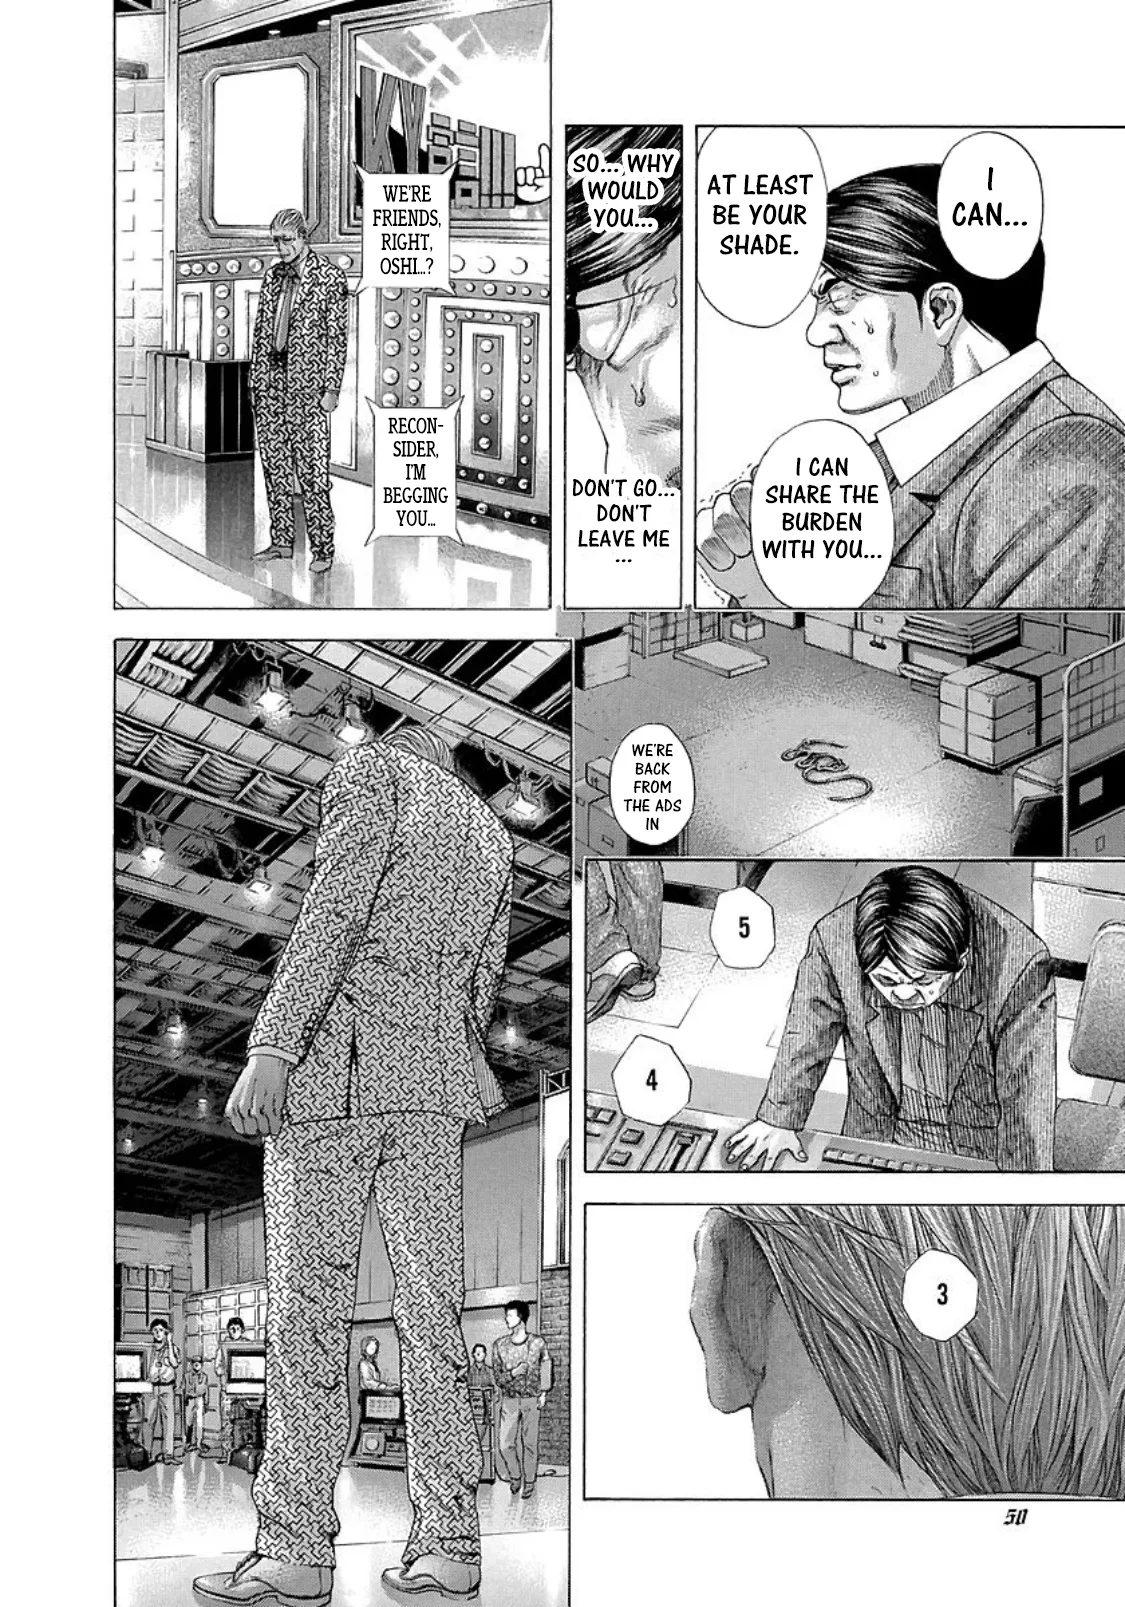 I
CAN...
AT LEAST
BE YOUR
SHADE.
I CAN
SHARE THE
BURDEN
WITH YOU...
SO... WHY
WOULD
YOU...
DON'T GO...
DON'T
LEAVE ME
...
WE'RE
FRIENDS,
RIGHT,
OSHI...?
RECON-
SIDER,
I'M
BEGGING
YOU...
WE'RE
BACK
FROM
THE ADS
IN
5
4
3
50